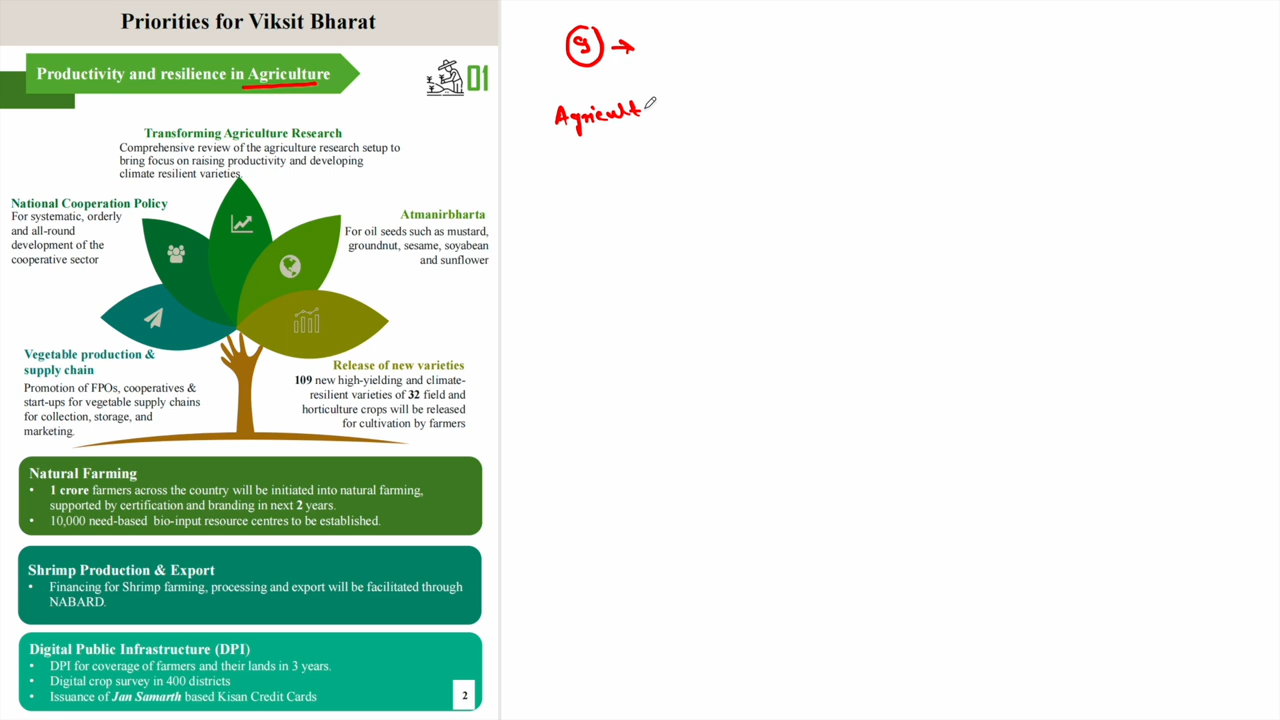 Priorities for Viksit Bharat
Productivity and resilience in Agriculture
01
Transforming Agriculture Research
Comprehensive review of the agriculture research setup to
bring focus on raising productivity and developing
climate resilient varieties.
National Cooperation Policy
For systematic, orderly
and all-round
development of the
cooperative sector
Atmanirbharta
For oil seeds such as mustard,
groundnut, sesame, soyabean
and sunflower
Vegetable production &
supply chain
Promotion of FPOs, cooperatives &
start-ups for vegetable supply chains
for collection, storage, and
marketing.
Release of new varieties
109 new high-yielding and climate-
resilient varieties of 32 field and
horticulture crops will be released
for cultivation by farmers
Natural Farming
• 1 crore farmers across the country will be initiated into natural farming,
supported by certification and branding in next 2 years.
• 10,000 need-based bio-input resource centres to be established.
Shrimp Production & Export
• Financing for Shrimp farming, processing and export will be facilitated through
NABARD.
Digital Public Infrastructure (DPI)
• DPI for coverage of farmers and their lands in 3 years.
• Digital crop survey in 400 districts
• Issuance of Jan Samarth based Kisan Credit Cards
2
9 →
Agricult